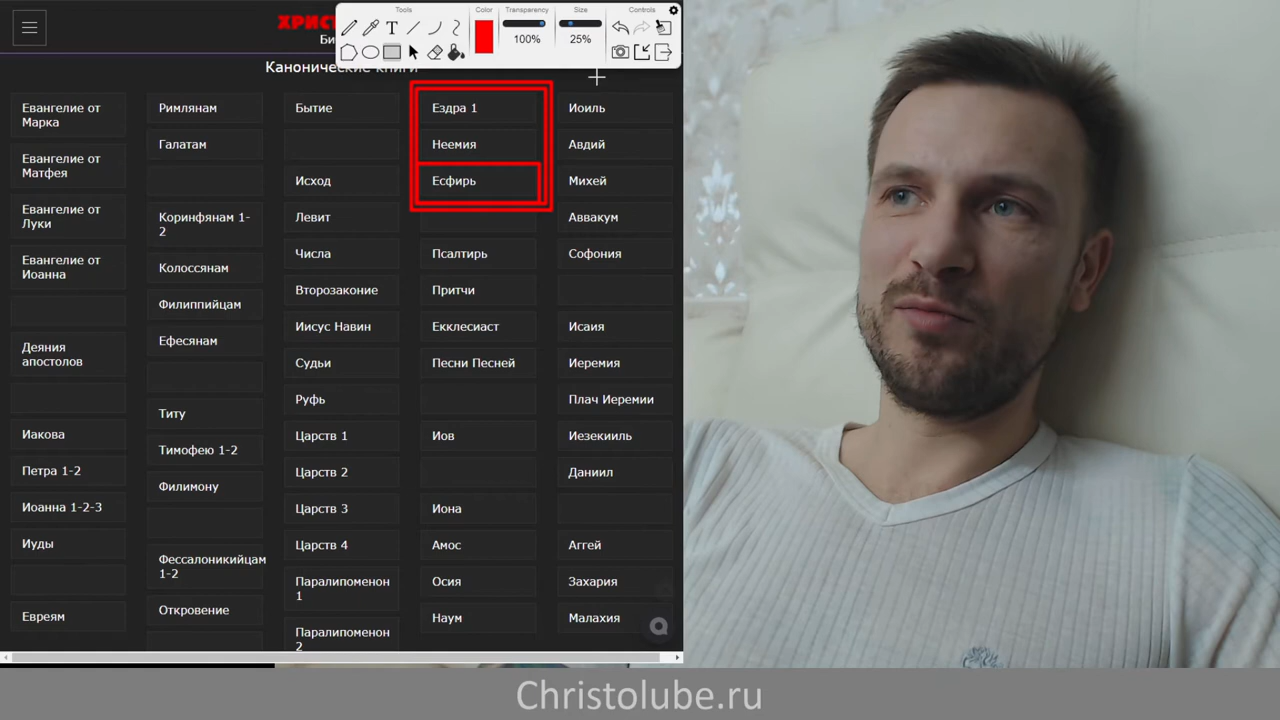 Tools
Color
Transparency
Size
Controls
T
100%
25%
ХРИСТ
Би
Канонические книги
Евангелие от
Марка
Евангелие от
Матфея
Евангелие от
Луки
Евангелие от
Иоанна
Деяния
апостолов
Иакова
Петра 1-2
Иоанна 1-2-3
Иуды
Евреям
Римлянам
Галатам
Коринфянам 1-
2
Колоссянам
Филиппийцам
Ефесянам
Титу
Тимофею 1-2
Филимону
Фессалоникийцам
1-2
Откровение
Бытие
Исход
Левит
Числа
Второзаконие
Иисус Навин
Судьи
Руфь
Царств 1
Царств 2
Царств 3
Царств 4
Паралипоменон
1
Паралипоменон
2
Ездра 1
Неемия
Есфирь
Псалтирь
Притчи
Екклесиаст
Песни Песней
Иов
Иона
Амос
Осия
Наум
Иоиль
Авдий
Михей
Аввакум
Софония
Исаия
Иеремия
Плач Иеремии
Иезекииль
Даниил
Аггей
Захария
Малахия
Christolube.ru